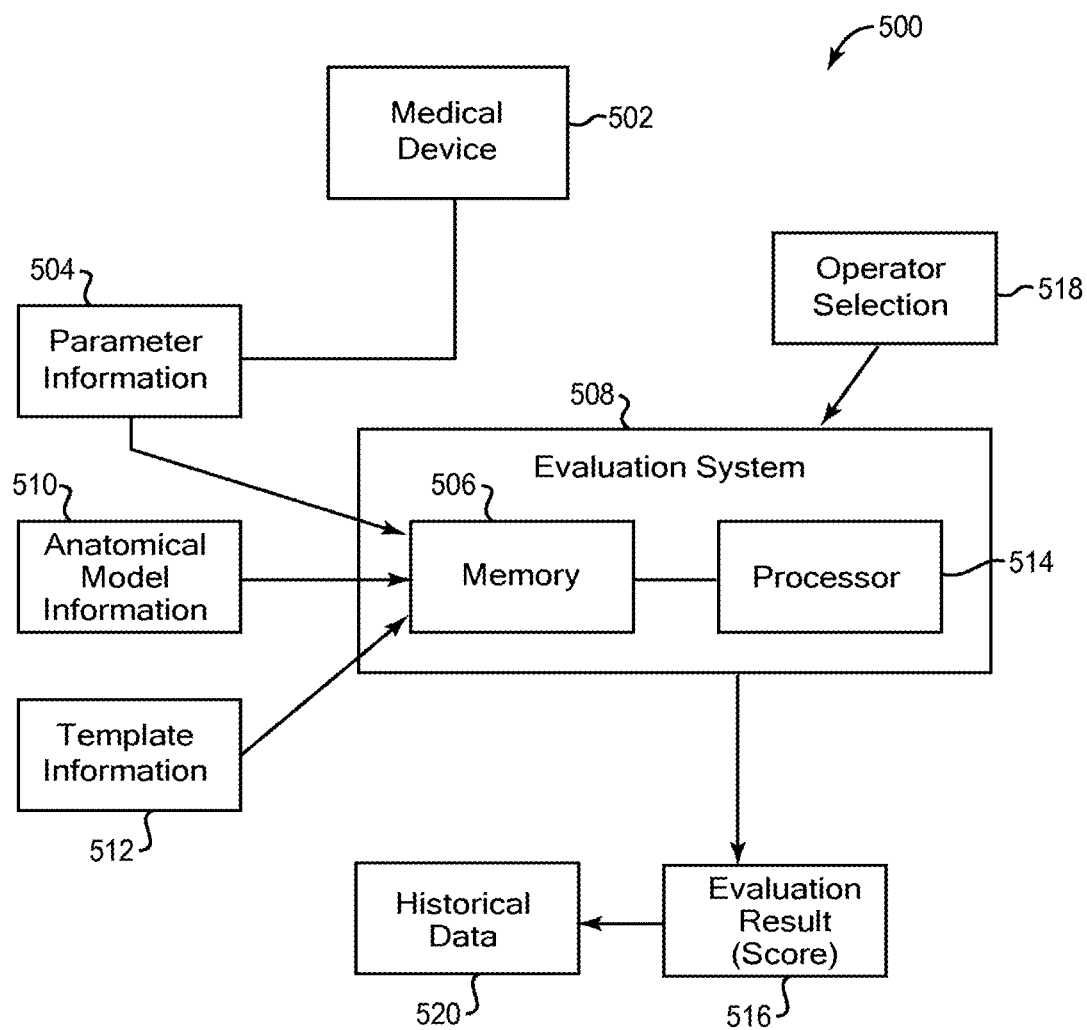 500
Medical
Device
502
504
Parameter
Information
Operator
Selection
518
508
Evaluation System
510
Anatomical
Model
Information
506
Memory
Processor
514
Template
Information
512
Historical
Data
520
Evaluation
Result
(Score)
516